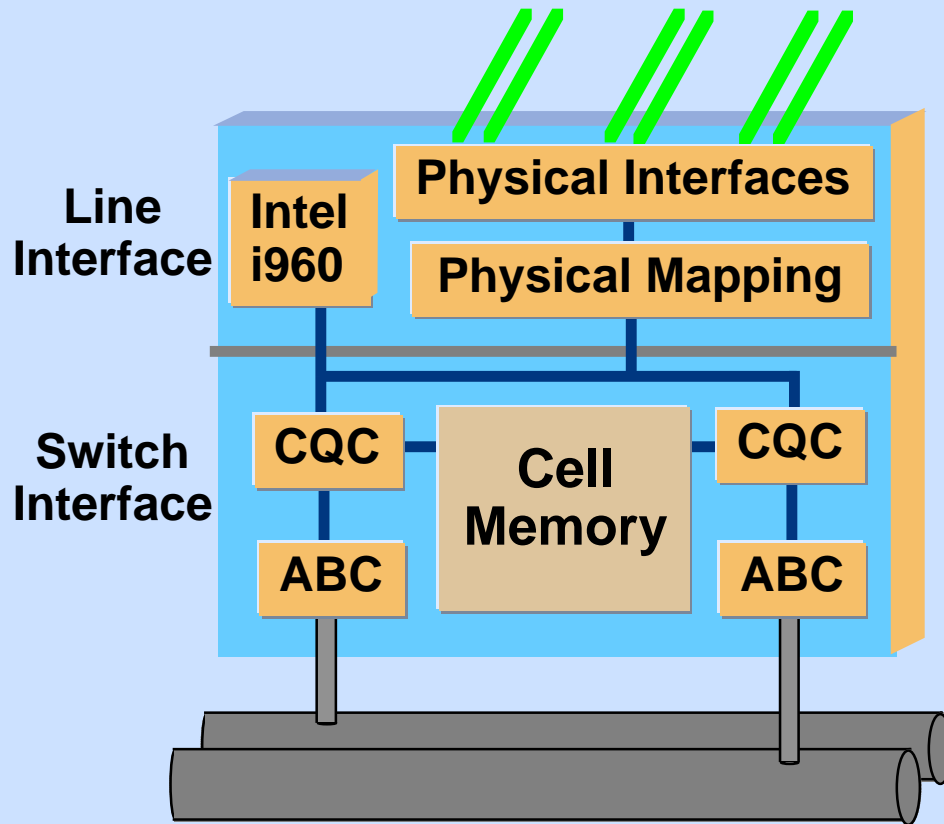 Line
Interface
Intel
i960
Physical Interfaces
Physical Mapping
Switch
Interface
CQC
Cell
Memory
CQC
ABC
ABC